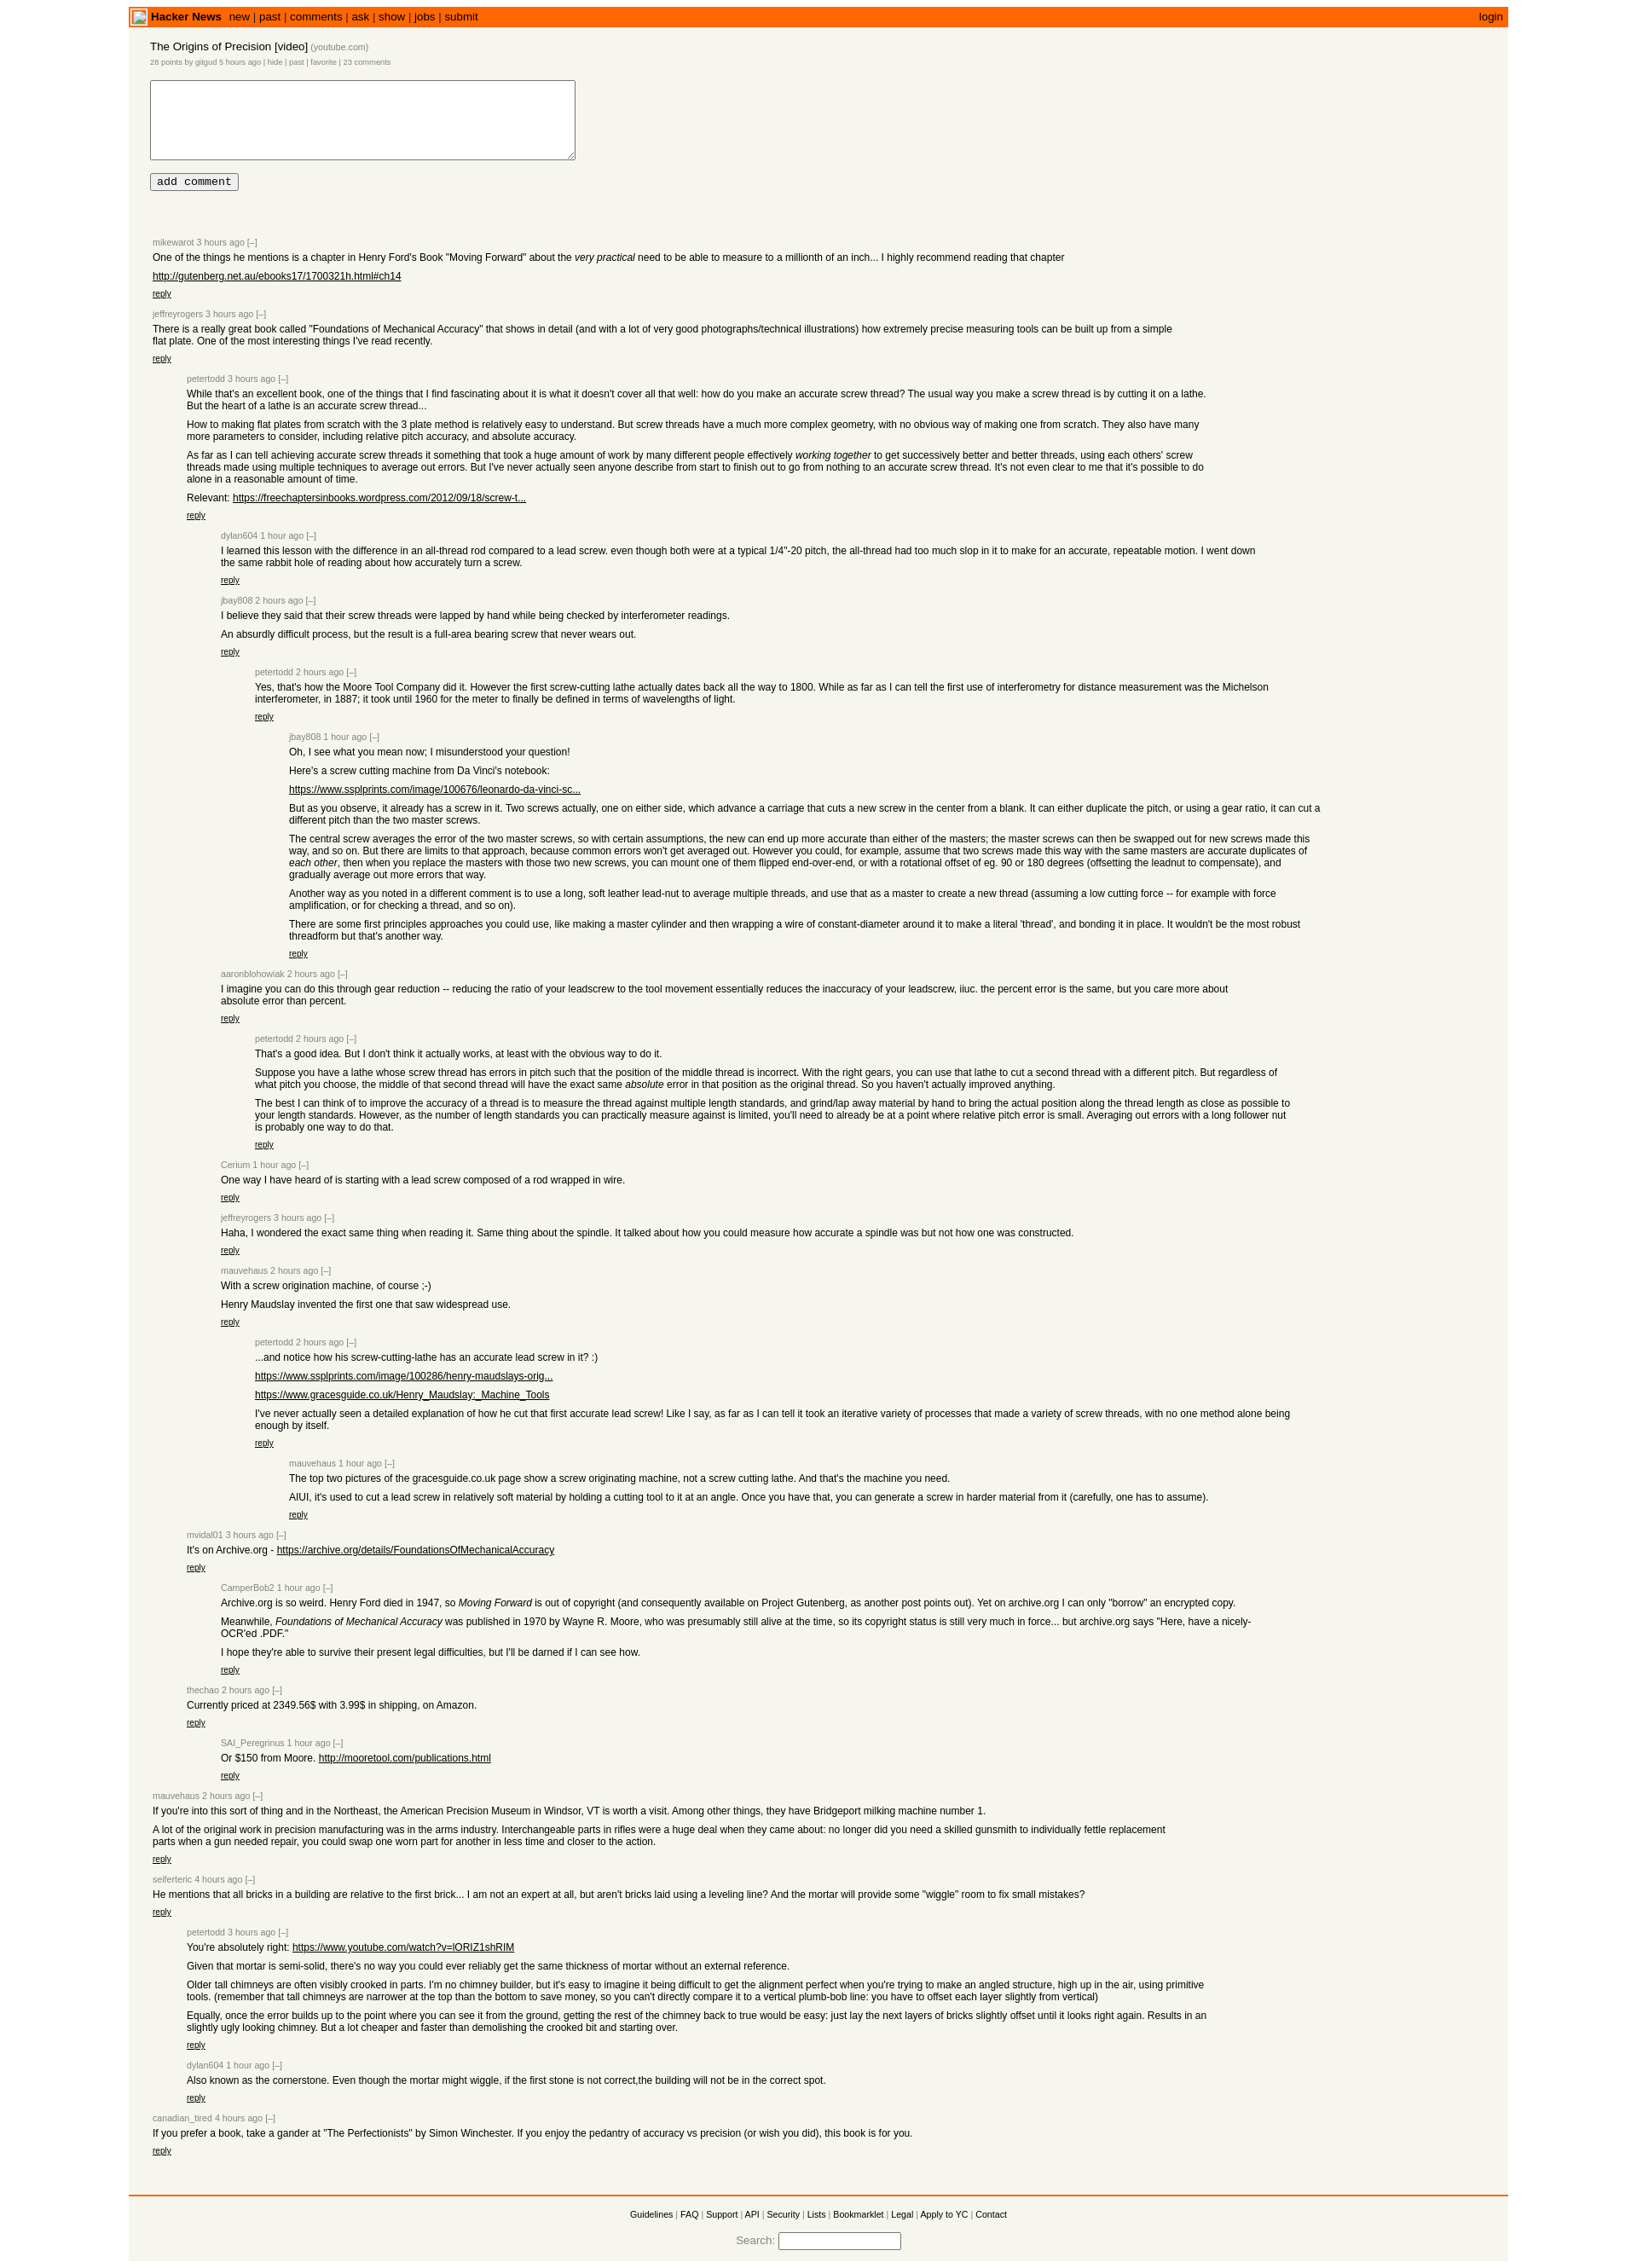 Hacker News new | past | comments | ask | show | jobs | submit login
The Origins of Precision [video] (youtube.com)
28 points by gitgud 5 hours ago | hide | past | favorite | 23 comments
add comment
mikewarot 3 hours ago [–]
One of the things he mentions is a chapter in Henry Ford's Book "Moving Forward" about the very practical need to be able to measure to a millionth of an inch... I highly recommend reading that chapter
http://gutenberg.net.au/ebooks17/1700321h.html#ch14
reply
jeffreyrogers 3 hours ago [–]
There is a really great book called "Foundations of Mechanical Accuracy" that shows in detail (and with a lot of very good photographs/technical illustrations) how extremely precise measuring tools can be built up from a simple
flat plate. One of the most interesting things I've read recently.
reply
petertodd 3 hours ago [–]
While that's an excellent book, one of the things that I find fascinating about it is what it doesn't cover all that well: how do you make an accurate screw thread? The usual way you make a screw thread is by cutting it on a lathe.
But the heart of a lathe is an accurate screw thread...
How to making flat plates from scratch with the 3 plate method is relatively easy to understand. But screw threads have a much more complex geometry, with no obvious way of making one from scratch. They also have many
more parameters to consider, including relative pitch accuracy, and absolute accuracy.
As far as I can tell achieving accurate screw threads it something that took a huge amount of work by many different people effectively working together to get successively better and better threads, using each others' screw
threads made using multiple techniques to average out errors. But I've never actually seen anyone describe from start to finish out to go from nothing to an accurate screw thread. It's not even clear to me that it's possible to do
alone in a reasonable amount of time.
Relevant: https://freechaptersinbooks.wordpress.com/2012/09/18/screw-t...
reply
dylan604 1 hour ago [–]
I learned this lesson with the difference in an all-thread rod compared to a lead screw. even though both were at a typical 1/4"-20 pitch, the all-thread had too much slop in it to make for an accurate, repeatable motion. I went down
the same rabbit hole of reading about how accurately turn a screw.
reply
jbay808 2 hours ago [–]
I believe they said that their screw threads were lapped by hand while being checked by interferometer readings.
An absurdly difficult process, but the result is a full-area bearing screw that never wears out.
reply
petertodd 2 hours ago [–]
Yes, that's how the Moore Tool Company did it. However the first screw-cutting lathe actually dates back all the way to 1800. While as far as I can tell the first use of interferometry for distance measurement was the Michelson
interferometer, in 1887; it took until 1960 for the meter to finally be defined in terms of wavelengths of light.
reply
jbay808 1 hour ago [–]
Oh, I see what you mean now; I misunderstood your question!
Here's a screw cutting machine from Da Vinci's notebook:
https://www.ssplprints.com/image/100676/leonardo-da-vinci-sc...
But as you observe, it already has a screw in it. Two screws actually, one on either side, which advance a carriage that cuts a new screw in the center from a blank. It can either duplicate the pitch, or using a gear ratio, it can cut a
different pitch than the two master screws.
The central screw averages the error of the two master screws, so with certain assumptions, the new can end up more accurate than either of the masters; the master screws can then be swapped out for new screws made this
way, and so on. But there are limits to that approach, because common errors won't get averaged out. However you could, for example, assume that two screws made this way with the same masters are accurate duplicates of
each other, then when you replace the masters with those two new screws, you can mount one of them flipped end-over-end, or with a rotational offset of eg. 90 or 180 degrees (offsetting the leadnut to compensate), and
gradually average out more errors that way.
Another way as you noted in a different comment is to use a long, soft leather lead-nut to average multiple threads, and use that as a master to create a new thread (assuming a low cutting force -- for example with force
amplification, or for checking a thread, and so on).
There are some first principles approaches you could use, like making a master cylinder and then wrapping a wire of constant-diameter around it to make a literal 'thread', and bonding it in place. It wouldn't be the most robust
threadform but that's another way.
reply
aaronblohowiak 2 hours ago [–]
I imagine you can do this through gear reduction -- reducing the ratio of your leadscrew to the tool movement essentially reduces the inaccuracy of your leadscrew, iiuc. the percent error is the same, but you care more about
absolute error than percent.
reply
petertodd 2 hours ago [–]
That's a good idea. But I don't think it actually works, at least with the obvious way to do it.
Suppose you have a lathe whose screw thread has errors in pitch such that the position of the middle thread is incorrect. With the right gears, you can use that lathe to cut a second thread with a different pitch. But regardless of
what pitch you choose, the middle of that second thread will have the exact same absolute error in that position as the original thread. So you haven't actually improved anything.
The best I can think of to improve the accuracy of a thread is to measure the thread against multiple length standards, and grind/lap away material by hand to bring the actual position along the thread length as close as possible to
your length standards. However, as the number of length standards you can practically measure against is limited, you'll need to already be at a point where relative pitch error is small. Averaging out errors with a long follower nut
is probably one way to do that.
reply
Cerium 1 hour ago [–]
One way I have heard of is starting with a lead screw composed of a rod wrapped in wire.
reply
jeffreyrogers 3 hours ago [–]
Haha, I wondered the exact same thing when reading it. Same thing about the spindle. It talked about how you could measure how accurate a spindle was but not how one was constructed.
reply
mauvehaus 2 hours ago [–]
With a screw origination machine, of course ;-)
Henry Maudslay invented the first one that saw widespread use.
reply
petertodd 2 hours ago [–]
...and notice how his screw-cutting-lathe has an accurate lead screw in it? :)
https://www.ssplprints.com/image/100286/henry-maudslays-orig...
https://www.gracesguide.co.uk/Henry_Maudslay:_Machine_Tools
I've never actually seen a detailed explanation of how he cut that first accurate lead screw! Like I say, as far as I can tell it took an iterative variety of processes that made a variety of screw threads, with no one method alone being
enough by itself.
reply
mauvehaus 1 hour ago [–]
The top two pictures of the gracesguide.co.uk page show a screw originating machine, not a screw cutting lathe. And that's the machine you need.
AIUI, it's used to cut a lead screw in relatively soft material by holding a cutting tool to it at an angle. Once you have that, you can generate a screw in harder material from it (carefully, one has to assume).
reply
mvidal01 3 hours ago [–]
It's on Archive.org - https://archive.org/details/FoundationsOfMechanicalAccuracy
reply
CamperBob2 1 hour ago [–]
Archive.org is so weird. Henry Ford died in 1947, so Moving Forward is out of copyright (and consequently available on Project Gutenberg, as another post points out). Yet on archive.org I can only "borrow" an encrypted copy.
Meanwhile, Foundations of Mechanical Accuracy was published in 1970 by Wayne R. Moore, who was presumably still alive at the time, so its copyright status is still very much in force... but archive.org says "Here, have a nicely-
OCR'ed .PDF."
I hope they're able to survive their present legal difficulties, but I'll be darned if I can see how.
reply
thechao 2 hours ago [–]
Currently priced at 2349.56$ with 3.99$ in shipping, on Amazon.
reply
SAI_Peregrinus 1 hour ago [–]
Or $150 from Moore. http://mooretool.com/publications.html
reply
mauvehaus 2 hours ago [–]
If you're into this sort of thing and in the Northeast, the American Precision Museum in Windsor, VT is worth a visit. Among other things, they have Bridgeport milking machine number 1.
A lot of the original work in precision manufacturing was in the arms industry. Interchangeable parts in rifles were a huge deal when they came about: no longer did you need a skilled gunsmith to individually fettle replacement
parts when a gun needed repair, you could swap one worn part for another in less time and closer to the action.
reply
seiferteric 4 hours ago [–]
He mentions that all bricks in a building are relative to the first brick... I am not an expert at all, but aren't bricks laid using a leveling line? And the mortar will provide some "wiggle" room to fix small mistakes?
reply
petertodd 3 hours ago [–]
You're absolutely right: https://www.youtube.com/watch?v=lORIZ1shRIM
Given that mortar is semi-solid, there's no way you could ever reliably get the same thickness of mortar without an external reference.
Older tall chimneys are often visibly crooked in parts. I'm no chimney builder, but it's easy to imagine it being difficult to get the alignment perfect when you're trying to make an angled structure, high up in the air, using primitive
tools. (remember that tall chimneys are narrower at the top than the bottom to save money, so you can't directly compare it to a vertical plumb-bob line: you have to offset each layer slightly from vertical)
Equally, once the error builds up to the point where you can see it from the ground, getting the rest of the chimney back to true would be easy: just lay the next layers of bricks slightly offset until it looks right again. Results in an
slightly ugly looking chimney. But a lot cheaper and faster than demolishing the crooked bit and starting over.
reply
dylan604 1 hour ago [–]
Also known as the cornerstone. Even though the mortar might wiggle, if the first stone is not correct,the building will not be in the correct spot.
reply
canadian_tired 4 hours ago [–]
If you prefer a book, take a gander at "The Perfectionists" by Simon Winchester. If you enjoy the pedantry of accuracy vs precision (or wish you did), this book is for you.
reply
Guidelines | FAQ | Support | API | Security | Lists | Bookmarklet | Legal | Apply to YC | Contact
Search: